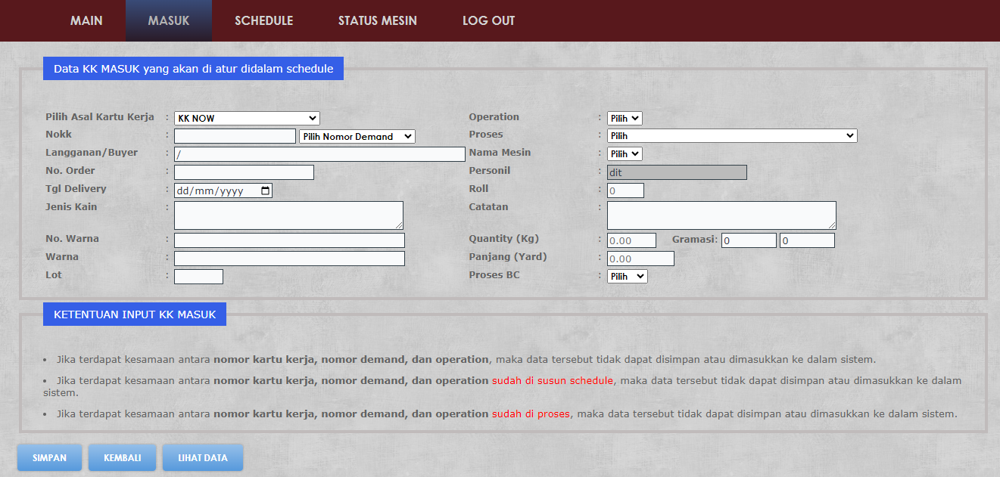 MAIN MASUK SCHEDULE STATUS MESIN LOG OUT
Data KK MASUK yang akan di atur didalam schedule
Pilih Asal Kartu Kerja : KK NOW Operation : Pilih
Nokk : Pilih Nomor Demand Proses : Pilih
Langganan/Buyer : / Nama Mesin : Pilih
No. Order : Personil : dit
Tgl Delivery : dd/mm/yyyy Roll : 0
Jenis Kain : Catatan :
No. Warna : Quantity (Kg) : 0.00 Gramasi: 0 0
Warna : Panjang (Yard) : 0.00
Lot : Proses BC : Pilih
KETENTUAN INPUT KK MASUK
• Jika terdapat kesamaan antara nomor kartu kerja, nomor demand, dan operation, maka data tersebut tidak dapat disimpan atau dimasukkan ke dalam sistem.
• Jika terdapat kesamaan antara nomor kartu kerja, nomor demand, dan operation sudah di susun schedule, maka data tersebut tidak dapat disimpan atau dimasukkan ke dalam
sistem.
• Jika terdapat kesamaan antara nomor kartu kerja, nomor demand, dan operation sudah di proses, maka data tersebut tidak dapat disimpan atau dimasukkan ke dalam sistem.
SIMPAN KEMBALI LIHAT DATA